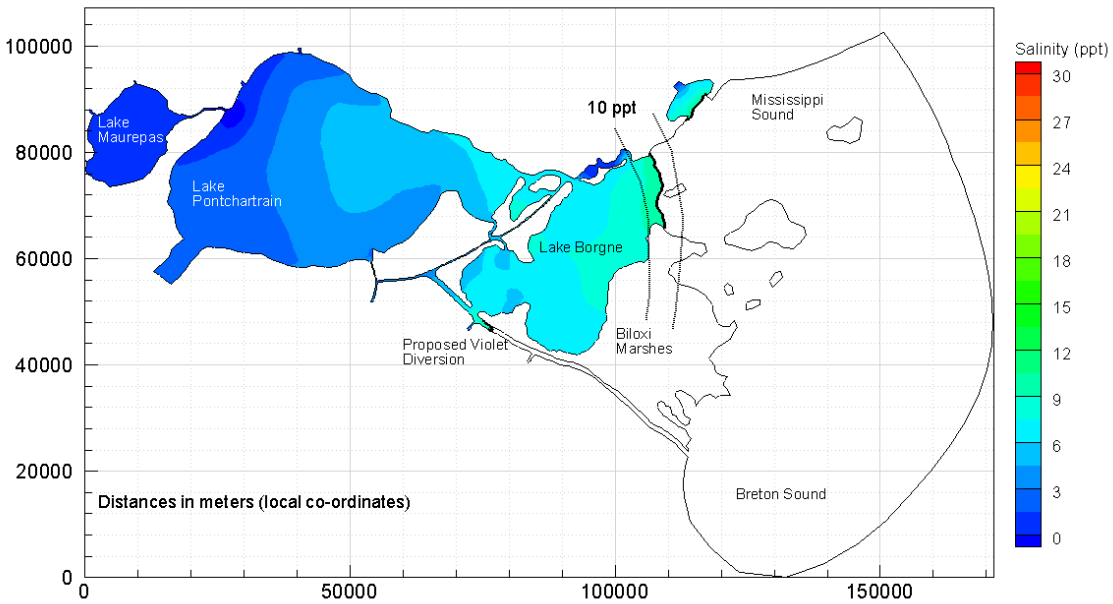 100000
80000
60000
40000
20000
0
0
50000
100000
150000
Lake
Maurepas
Lake
Pontchartrain
10 ppt
Mississippi
Sound
Lake Borgne
Proposed Violet
Diversion
Biloxi
Marshes
Breton Sound
Distances in meters (local co-ordinates)
Salinity (ppt)
30
27
24
21
18
15
12
9
6
3
0